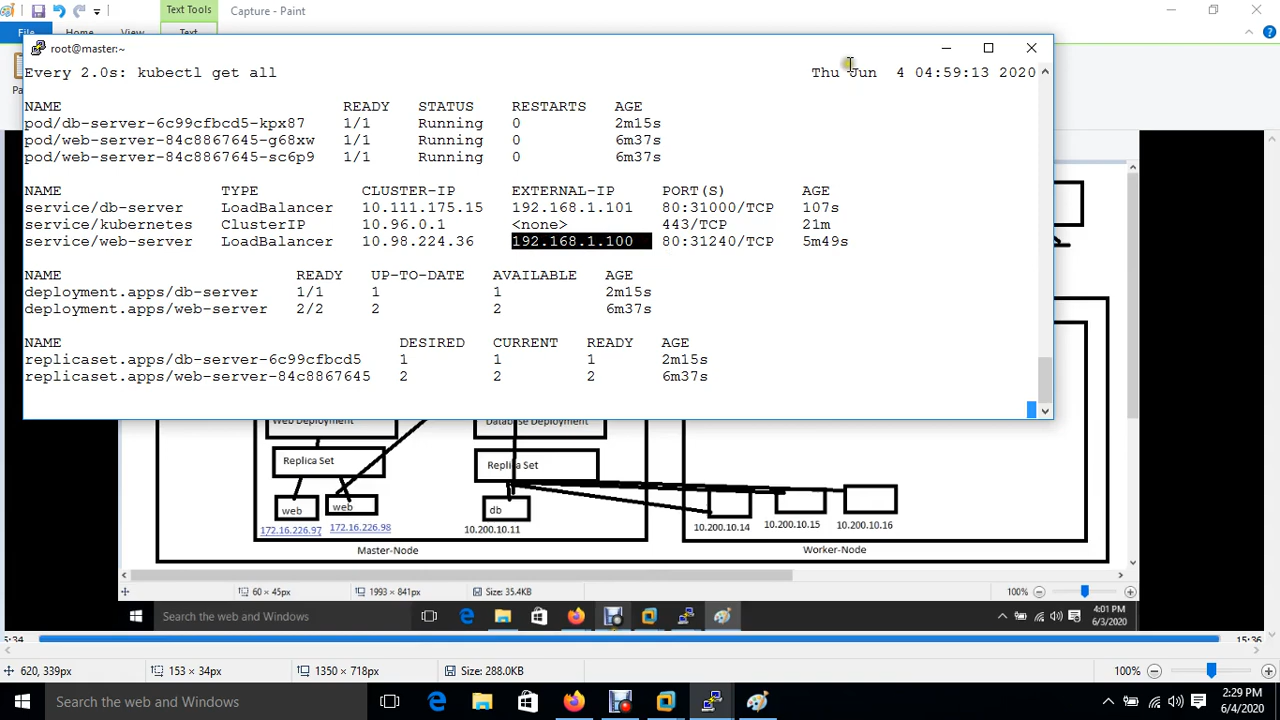 Text Tools
Capture - Paint
File
Home
View
Text
root@master:~
Every 2.0s: kubectl get all
Thu Jun 4 04:59:13 2020
NAME READY STATUS RESTARTS AGE
pod/db-server-6c99cfbcd5-kpx87 1/1 Running 0 2m15s
pod/web-server-84c8867645-g68xw 1/1 Running 0 6m37s
pod/web-server-84c8867645-sc6p9 1/1 Running 0 6m37s
NAME TYPE CLUSTER-IP EXTERNAL-IP PORT(S) AGE
service/db-server LoadBalancer 10.111.175.15 192.168.1.101 80:31000/TCP 107s
service/kubernetes ClusterIP 10.96.0.1 <none> 443/TCP 21m
service/web-server LoadBalancer 10.98.224.36 192.168.1.100 80:31240/TCP 5m49s
NAME READY UP-TO-DATE AVAILABLE AGE
deployment.apps/db-server 1/1 1 1 2m15s
deployment.apps/web-server 2/2 2 2 6m37s
NAME DESIRED CURRENT READY AGE
replicaset.apps/db-server-6c99cfbcd5 1 1 1 2m15s
replicaset.apps/web-server-84c8867645 2 2 2 6m37s
Web Deployment
Database Deployment
Replica Set
Replica Set
web
web
db
172.16.226.97
172.16.226.98
10.200.10.11
10.200.10.14
10.200.10.15
10.200.10.16
Master-Node
Worker-Node
60 × 45px
1993 × 841px
Size: 35.4KB
100%
Search the web and Windows
4:01 PM
6/3/2020
5:34
15:36
620, 339px
153 × 34px
1350 × 718px
Size: 288.0KB
100%
Search the web and Windows
2:29 PM
6/4/2020